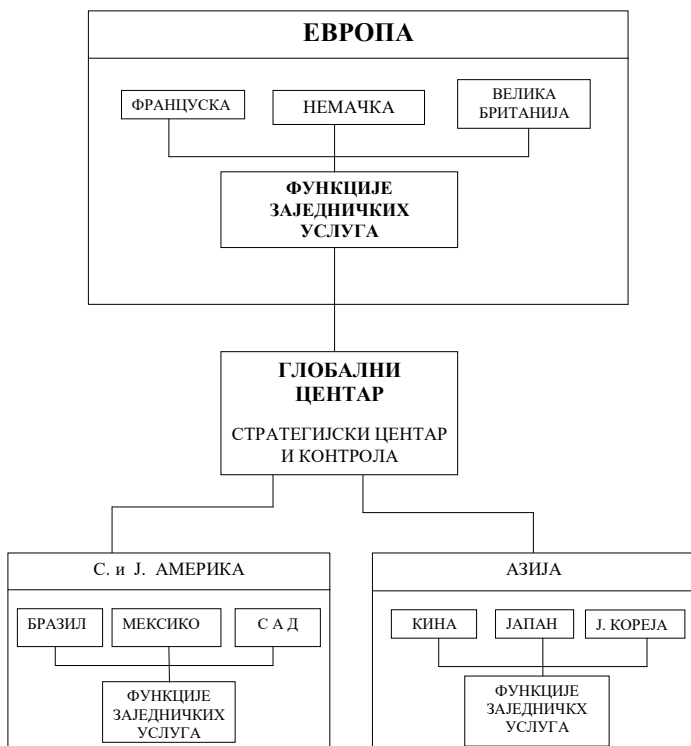 ЕВРОПА
ФРАНЦУСКА
НЕМАЧКА
ВЕЛИКА
БРИТАНИЈА
ФУНКЦИЈЕ
ЗАЈЕДНИЧКИХ
УСЛУГА
ГЛОБАЛНИ
ЦЕНТАР
СТРАТЕГИЈСКИ ЦЕНТАР
И КОНТРОЛА
С. и Ј. АМЕРИКА
БРАЗИЛ
МЕКСИКО
С А Д
ФУНКЦИЈЕ
ЗАЈЕДНИЧКИХ
УСЛУГА
АЗИЈА
КИНА
ЈАПАН
Ј. КОРЕЈА
ФУНКЦИЈЕ
ЗАЈЕДНИЧКХ
УСЛУГА